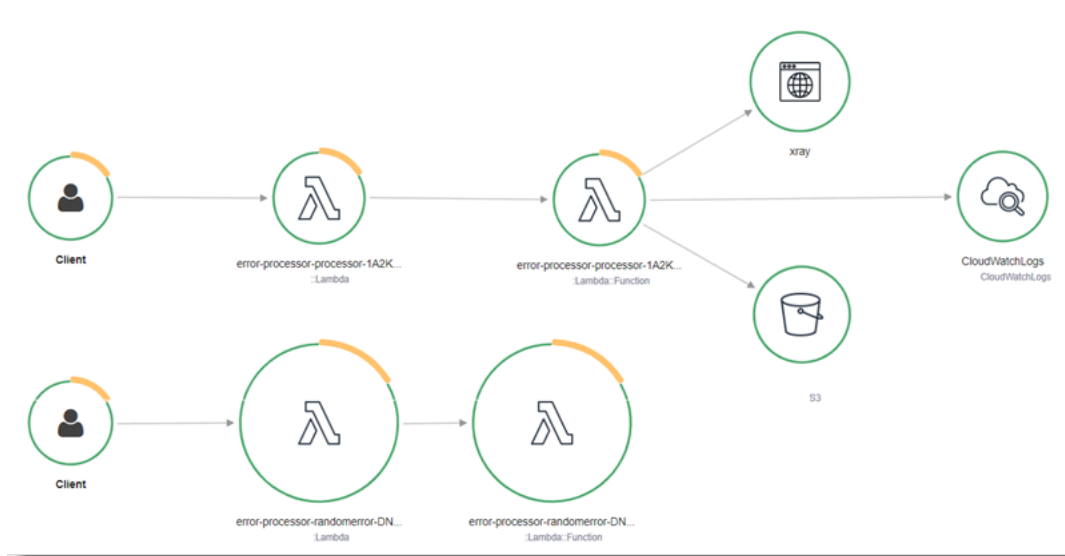 xray
Client
error-processor-processor-1A2K...
::Lambda
error-processor-processor-1A2K...
:Lambda::Function
CloudWatchLogs
CloudWatchLogs
S3
Client
error-processor-randomerror-DN...
:Lambda
error-processor-randomerror-DN...
:Lambda::Function